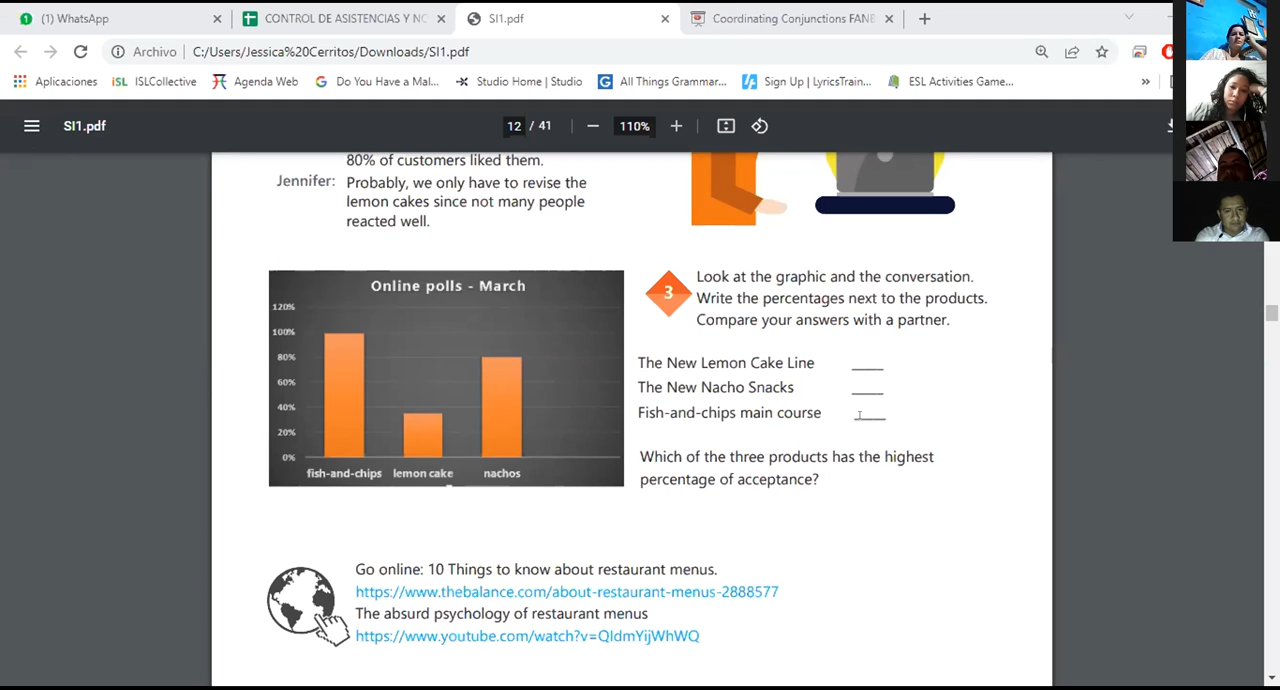 (1) WhatsApp
CONTROL DE ASISTENCIAS Y NO
SI1.pdf
Coordinating Conjunctions FANB
Archivo
C:/Users/Jessica%20Cerritos/Downloads/SI1.pdf
Aplicaciones
iSL ISLCollective
Agenda Web
Do You Have a Mal...
Studio Home | Studio
All Things Grammar...
Sign Up | LyricsTrain...
ESL Activities Game...
»
SI1.pdf
12 / 41
110%
80% of customers liked them.
Jennifer: Probably, we only have to revise the
lemon cakes since not many people
reacted well.
Online polls - March
120%
100%
80%
60%
40%
20%
0%
fish-and-chips lemon cake nachos
3
Look at the graphic and the conversation.
Write the percentages next to the products.
Compare your answers with a partner.
The New Lemon Cake Line ____
The New Nacho Snacks ____
Fish-and-chips main course ____
Which of the three products has the highest
percentage of acceptance?
Go online: 10 Things to know about restaurant menus.
https://www.thebalance.com/about-restaurant-menus-2888577
The absurd psychology of restaurant menus
https://www.youtube.com/watch?v=QIdmYijWhWQ